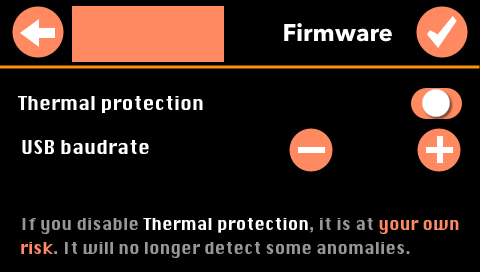 Firmware
Thermal protection
USB baudrate
If you disable Thermal protection, it is at your own
risk. It will no longer detect some anomalies.